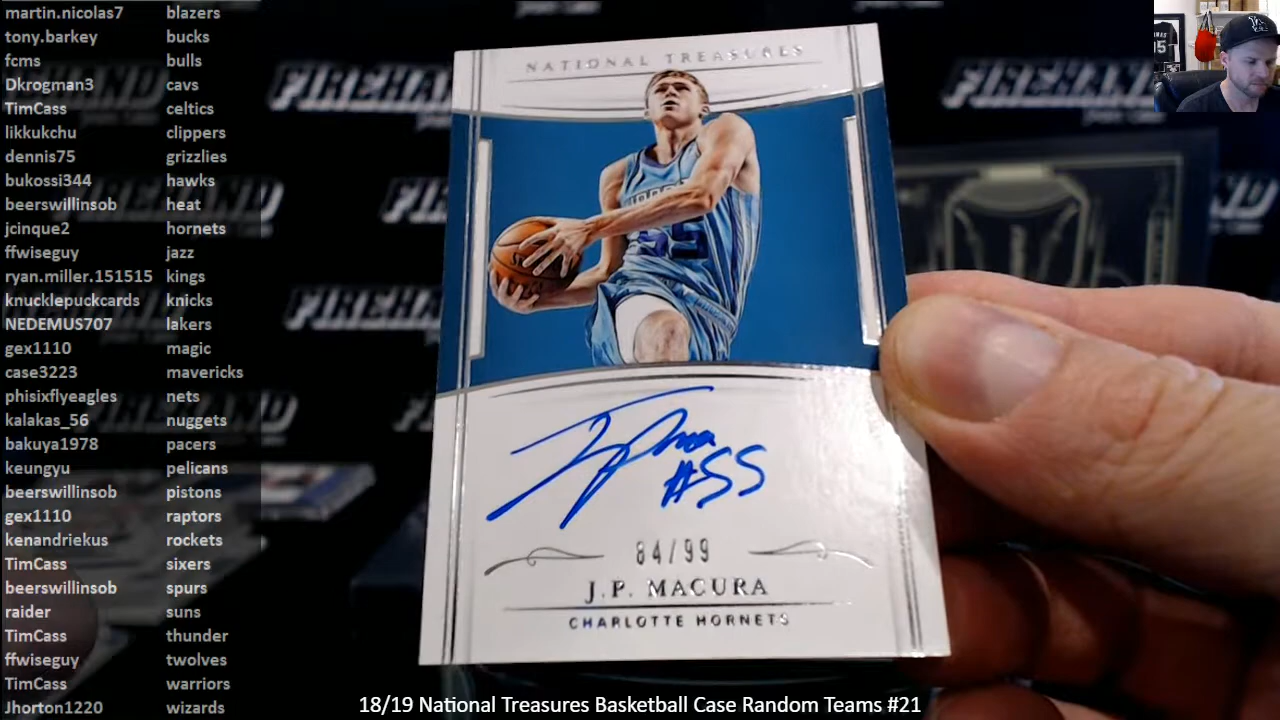 martin.nicolas7 blazers
tony.barkey bucks
fcms bulls
Dkrogman3 cavs
TimCass celtics
likkukchu clippers
dennis75 grizzlies
bukossi344 hawks
beerswillinsob heat
jcinque2 hornets
ffwiseguy jazz
ryan.miller.151515 kings
knucklepuckcards knicks
NEDEMUS707 lakers
gex1110 magic
case3223 mavericks
phisixflyeagles nets
kalakas_56 nuggets
bakuya1978 pacers
keungyu pelicans
beerswillinsob pistons
gex1110 raptors
kenandriekus rockets
TimCass sixers
beerswillinsob spurs
raider suns
TimCass thunder
ffwiseguy twolves
TimCass warriors
Jhorton1220 wizards
FIREHAND
FIREHAND
FIREHAND
NATIONAL TREASURES
#55
84/99
J.P. MACURA
CHARLOTTE HORNETS
18/19 National Treasures Basketball Case Random Teams #21